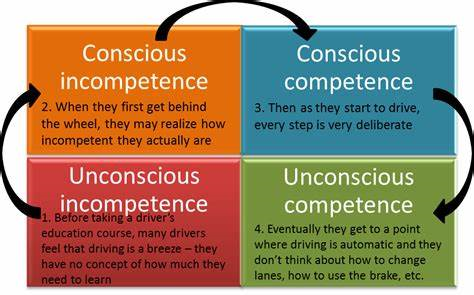 Conscious
incompetence
2. When they first get behind
the wheel, they may realize how
incompetent they actually are
Conscious
competence
3. Then as they start to drive,
every step is very deliberate
Unconscious
incompetence
1. Before taking a driver's
education course, many drivers
feel that driving is a breeze – they
have no concept of how much they
need to learn
Unconscious
competence
4. Eventually they get to a point
where driving is automatic and they
don't think about how to change
lanes, how to use the brake, etc.